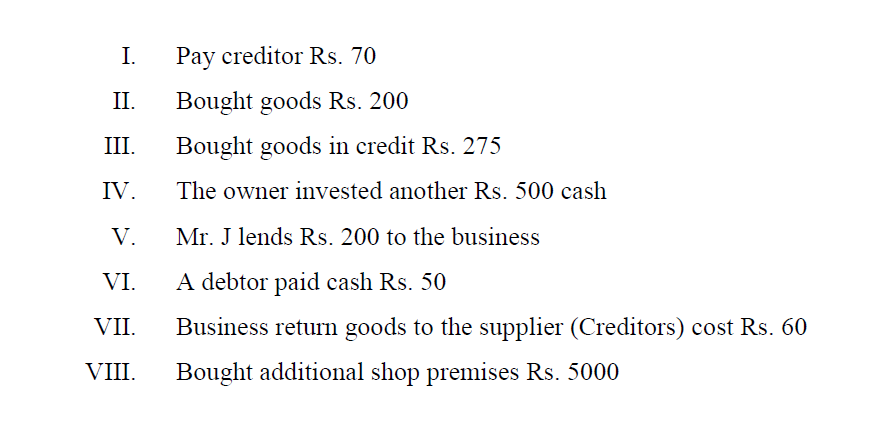 I. Pay creditor Rs. 70
II. Bought goods Rs. 200
III. Bought goods in credit Rs. 275
IV. The owner invested another Rs. 500 cash
V. Mr. J lends Rs. 200 to the business
VI. A debtor paid cash Rs. 50
VII. Business return goods to the supplier (Creditors) cost Rs. 60
VIII. Bought additional shop premises Rs. 5000